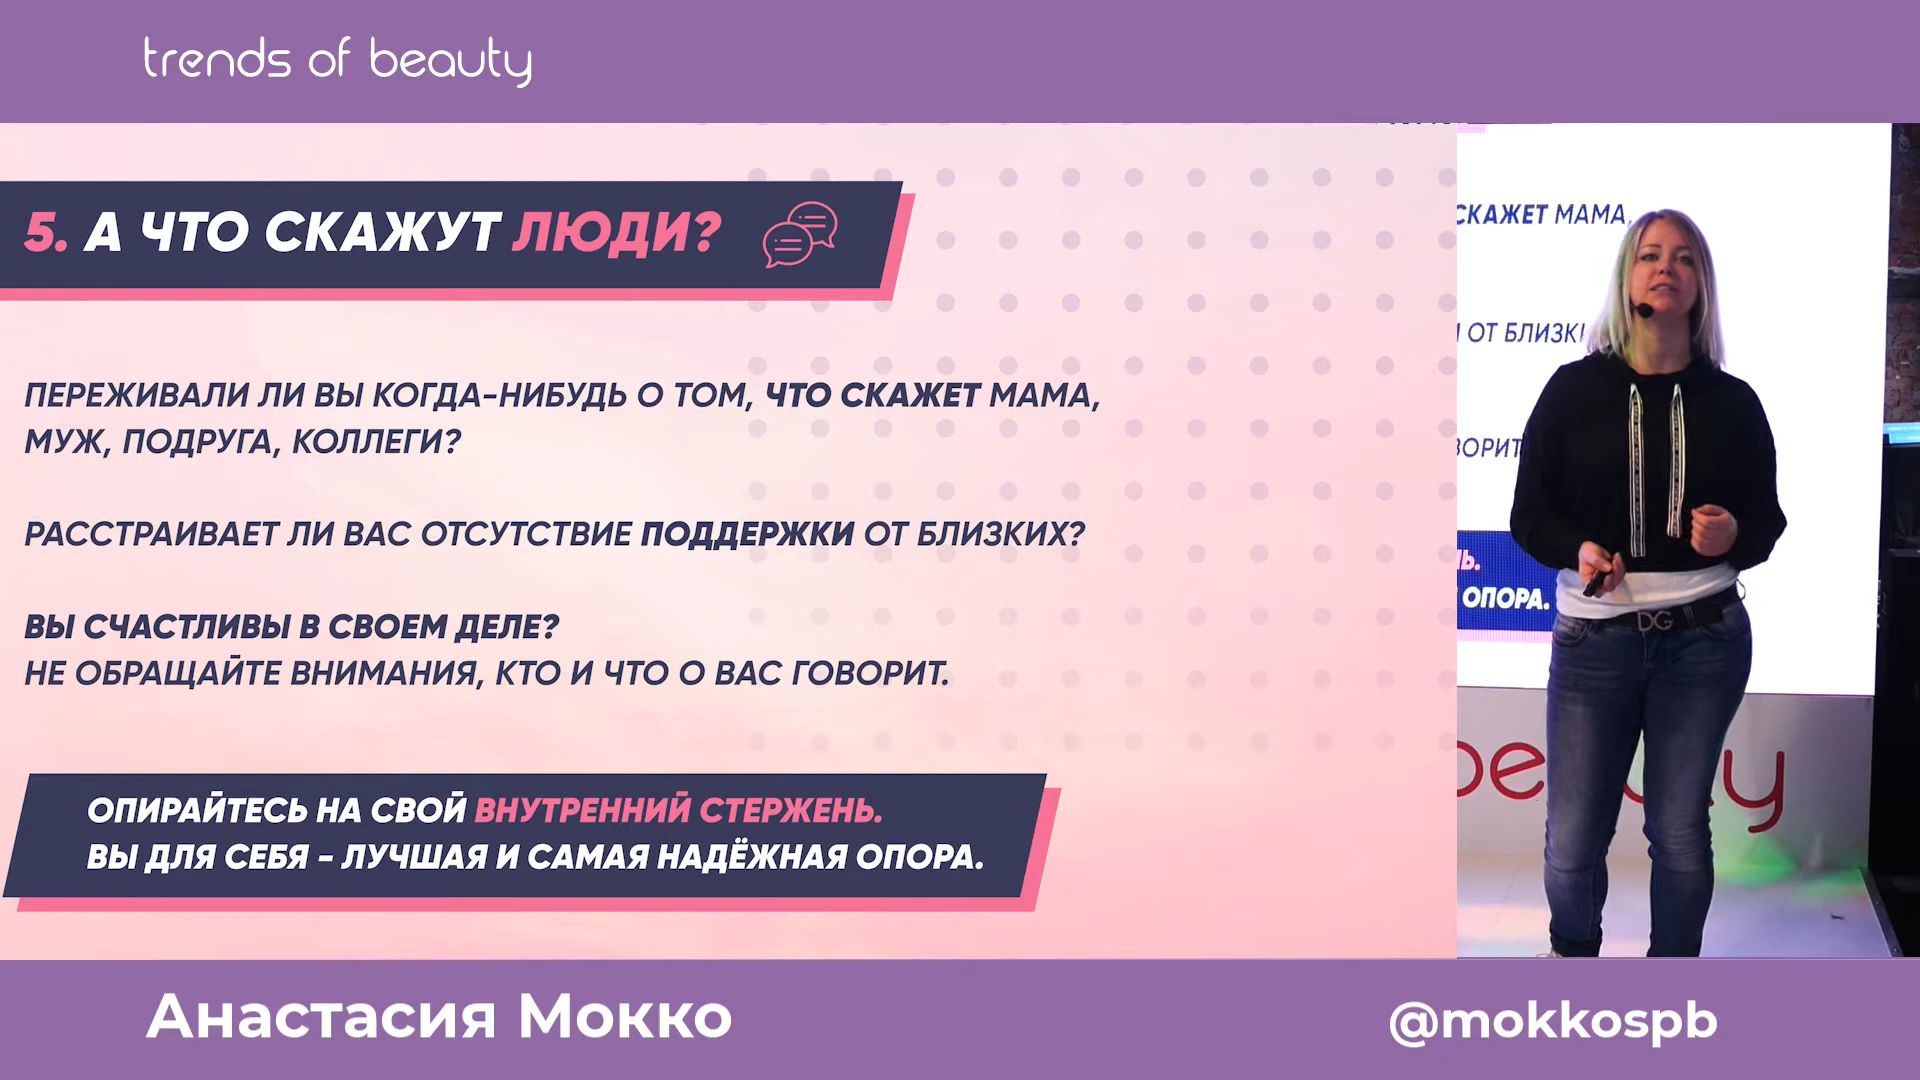 trends of beauty
5. А ЧТО СКАЖУТ ЛЮДИ?
ПЕРЕЖИВАЛИ ЛИ ВЫ КОГДА-НИБУДЬ О ТОМ, ЧТО СКАЖЕТ МАМА,
МУЖ, ПОДРУГА, КОЛЛЕГИ?
РАССТРАИВАЕТ ЛИ ВАС ОТСУТСТВИЕ ПОДДЕРЖКИ ОТ БЛИЗКИХ?
ВЫ СЧАСТЛИВЫ В СВОЕМ ДЕЛЕ?
НЕ ОБРАЩАЙТЕ ВНИМАНИЯ, КТО И ЧТО О ВАС ГОВОРИТ.
ОПИРАЙТЕСЬ НА СВОЙ ВНУТРЕННИЙ СТЕРЖЕНЬ.
ВЫ ДЛЯ СЕБЯ - ЛУЧШАЯ И САМАЯ НАДЁЖНАЯ ОПОРА.
СКАЖЕТ МАМА,
ОТ БЛИЗКИ
ОПОРА.
DG
Анастасия Мокко
@mokkospb